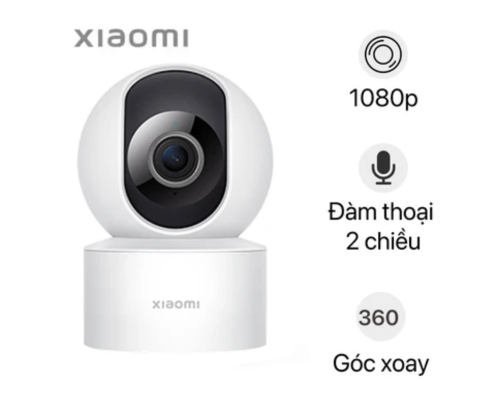 xiaomi
1080p
Đàm thoại
2 chiều
xiaomi
360
Góc xoay